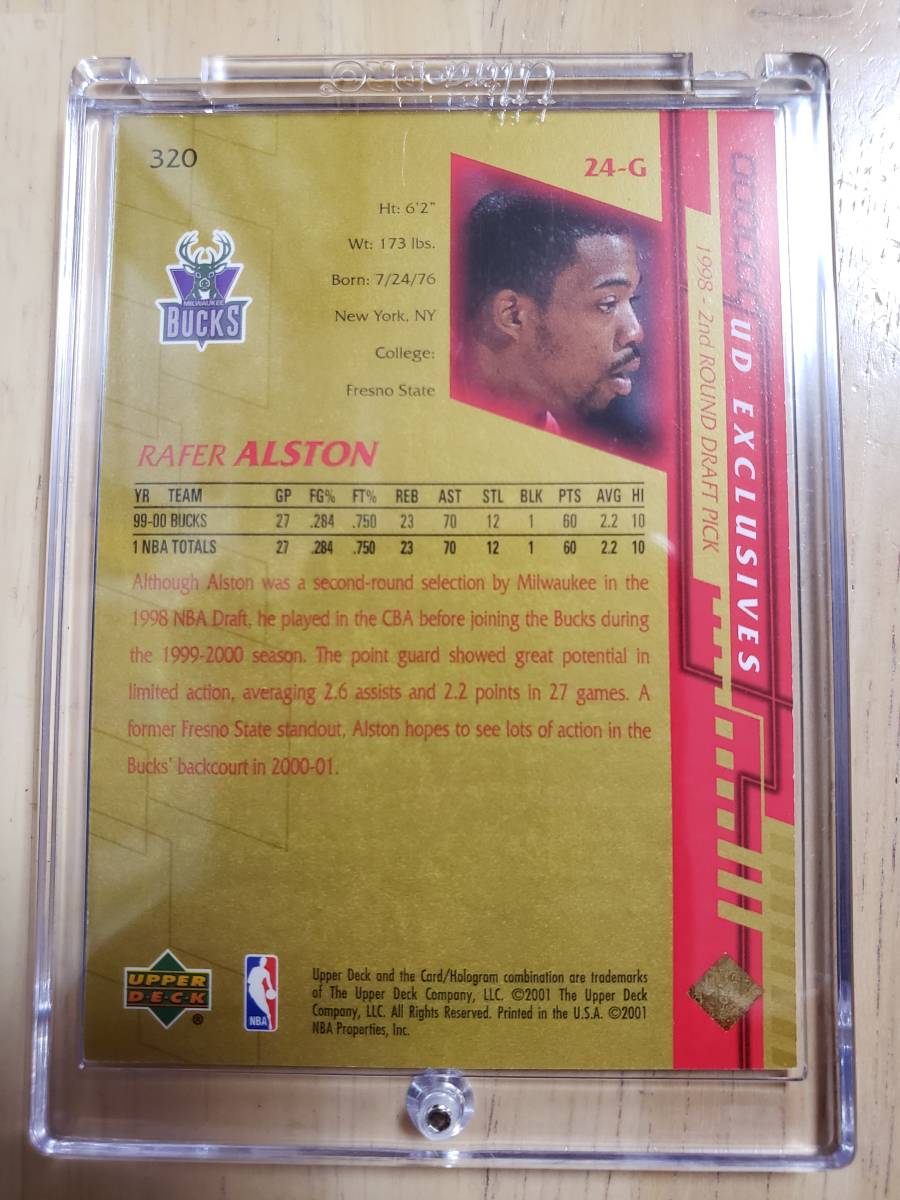 Ultra·PRO
320
24-G
Ht: 6'2"
Wt: 173 lbs.
Born: 7/24/76
New York, NY
College:
Fresno State
MILWAUKEE
BUCKS
UD EXCLUSIVES
1998 · 2nd ROUND DRAFT PICK
RAFER ALSTON
YR TEAM GP FG% FT% REB AST STL BLK PTS AVG HI
99-00 BUCKS 27 .284 .750 23 70 12 1 60 2.2 10
1 NBA TOTALS 27 .284 .750 23 70 12 1 60 2.2 10
Although Alston was a second-round selection by Milwaukee in the
1998 NBA Draft, he played in the CBA before joining the Bucks during
the 1999-2000 season. The point guard showed great potential in
limited action, averaging 2.6 assists and 2.2 points in 27 games. A
former Fresno State standout, Alston hopes to see lots of action in the
Bucks' backcourt in 2000-01.
UPPER
DECK
®
NBA
Upper Deck and the Card/Hologram combination are trademarks
of The Upper Deck Company, LLC. ©2001 The Upper Deck
Company, LLC. All Rights Reserved. Printed in the U.S.A. ©2001
NBA Properties, Inc.